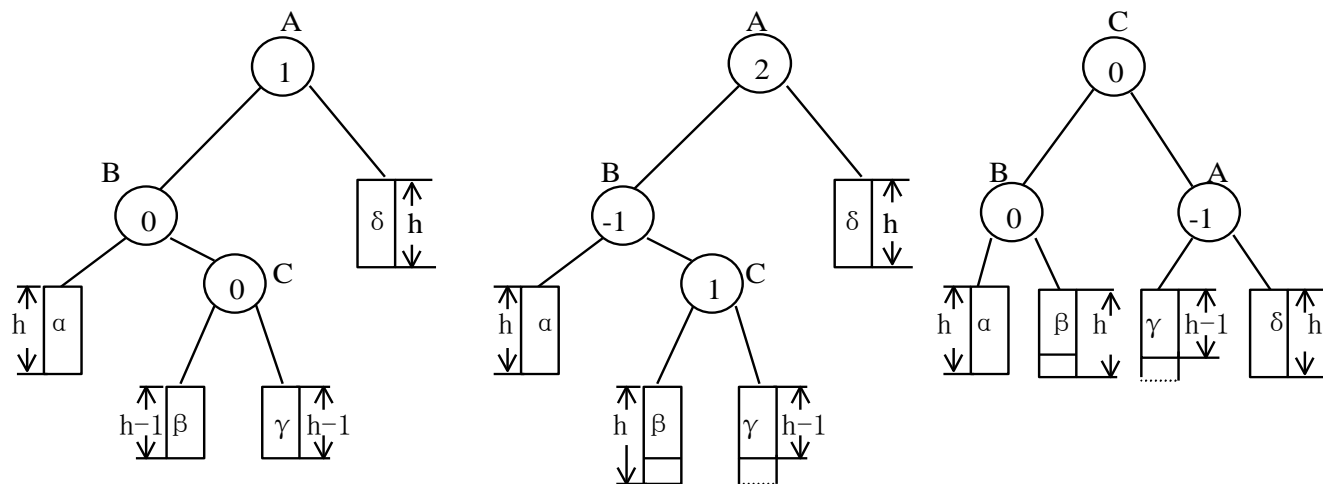 A A C
1 2 0
B B B A
0 δ h -1 δ h 0 -1
C C
0 1
h α h α h α β h γ h-1 δ h
h-1 β γ h-1 h β γ h-1